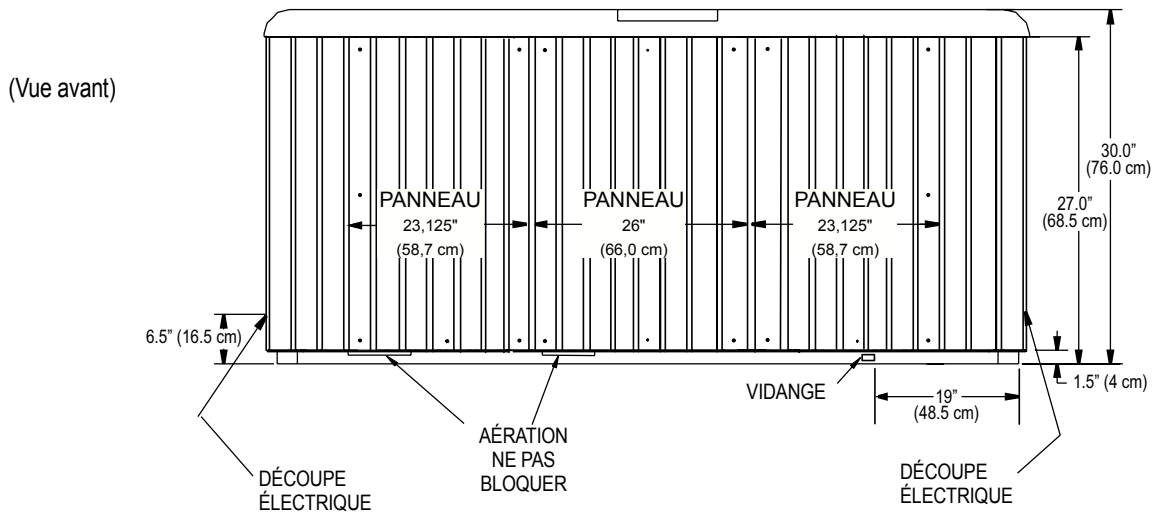 (Vue avant)
30.0”
(76.0 cm)
27.0”
(68.5 cm)
PANNEAU
23,125"
(58,7 cm)
PANNEAU
26"
(66,0 cm)
PANNEAU
23,125"
(58,7 cm)
6.5” (16.5 cm)
VIDANGE
1.5” (4 cm)
19”
(48.5 cm)
AÉRATION
NE PAS
BLOQUER
DÉCOUPE
ÉLECTRIQUE
DÉCOUPE
ÉLECTRIQUE